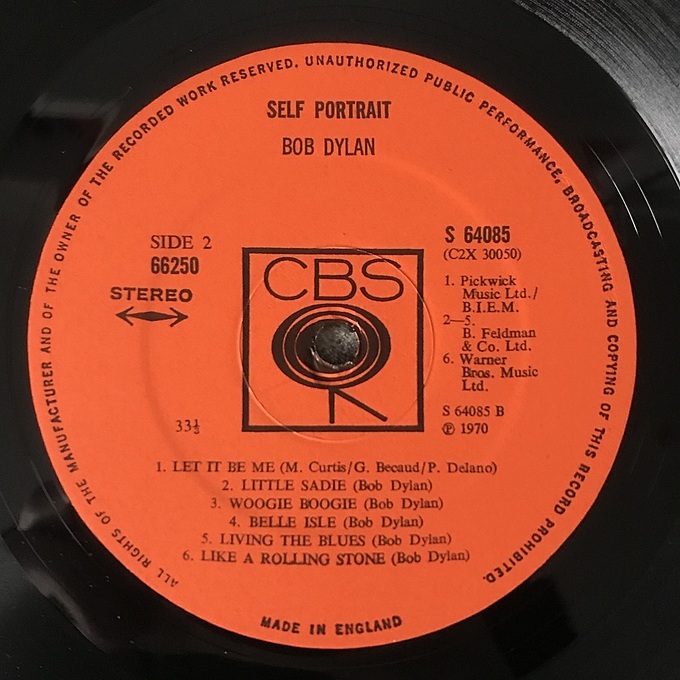 ALL RIGHTS OF THE MANUFACTURER AND OF THE OWNER OF THE RECORDED WORK RESERVED. UNAUTHORIZED PUBLIC PERFORMANCE, BROADCASTING AND COPYING OF THIS RECORD PROHIBITED.
SELF PORTRAIT
BOB DYLAN
SIDE 2
66250
STEREO
33⅓
CBS
S 64085
(C2X 30050)
1. Pickwick
Music Ltd./
B.I.E.M.
2—5.
B. Feldman
& Co. Ltd.
6. Warner
Bros. Music
Ltd.
S 64085 B
℗ 1970
1. LET IT BE ME (M. Curtis/G. Becaud/P. Delano)
2. LITTLE SADIE (Bob Dylan)
3. WOOGIE BOOGIE (Bob Dylan)
4. BELLE ISLE (Bob Dylan)
5. LIVING THE BLUES (Bob Dylan)
6. LIKE A ROLLING STONE (Bob Dylan)
MADE IN ENGLAND